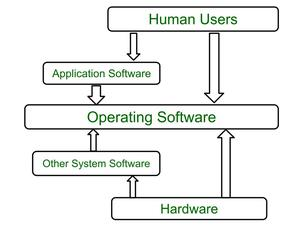 Human Users
Application Software
Operating Software
Other System Software
Hardware